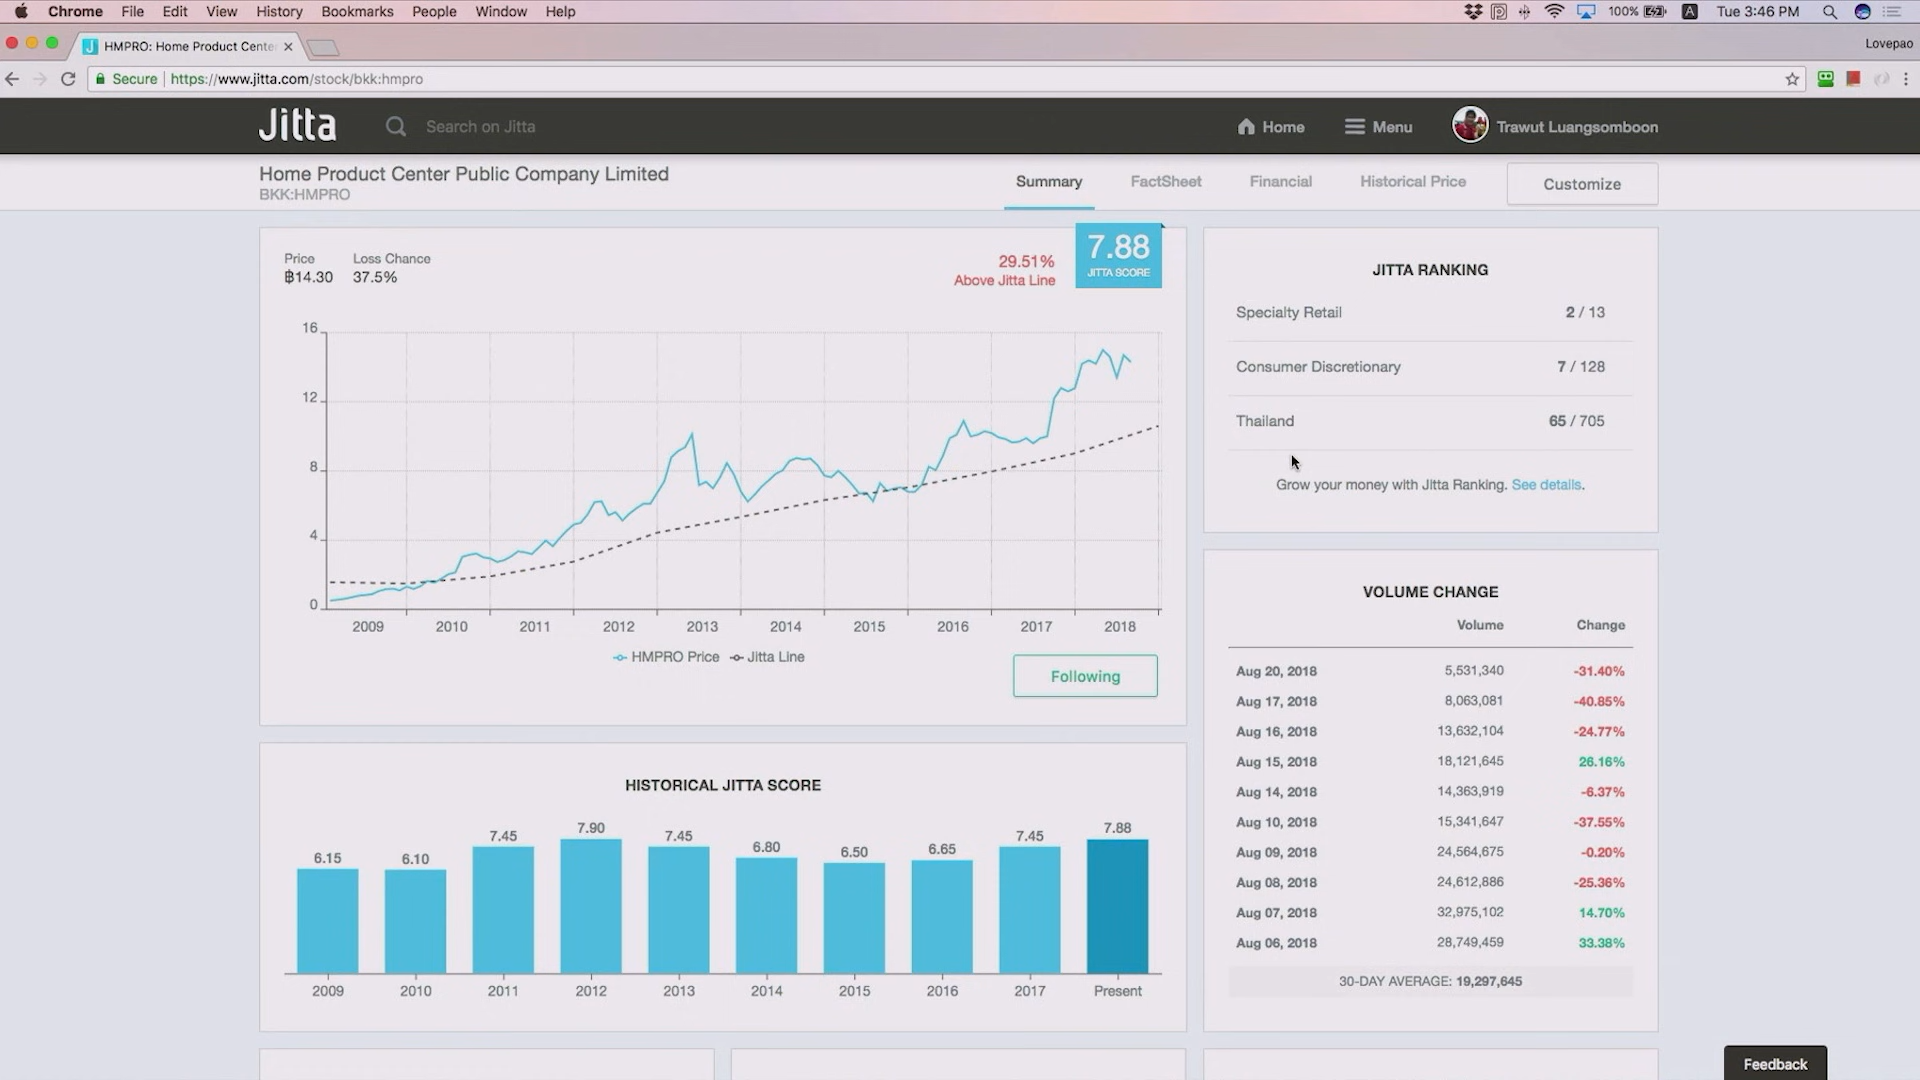 Chrome File Edit View History Bookmarks People Window Help 100% A Tue 3:46 PM
HMPRO: Home Product Cente Lovepao
Secure https://www.jitta.com/stock/bkk:hmpro
Jitta Search on Jitta Home Menu Trawut Luangsomboon
Home Product Center Public Company Limited
BKK:HMPRO
Summary FactSheet Financial Historical Price Customize
Price Loss Chance
฿14.30 37.5%
29.51%
Above Jitta Line
7.88
JITTA SCORE
16
12
8
4
0
2009 2010 2011 2012 2013 2014 2015 2016 2017 2018
HMPRO Price Jitta Line
Following
HISTORICAL JITTA SCORE
6.15 6.10 7.45 7.90 7.45 6.80 6.50 6.65 7.45 7.88
2009 2010 2011 2012 2013 2014 2015 2016 2017 Present
JITTA RANKING
Specialty Retail 2 / 13
Consumer Discretionary 7 / 128
Thailand 65 / 705
Grow your money with Jitta Ranking. See details.
VOLUME CHANGE
Volume Change
Aug 20, 2018 5,531,340 -31.40%
Aug 17, 2018 8,063,081 -40.85%
Aug 16, 2018 13,632,104 -24.77%
Aug 15, 2018 18,121,645 26.16%
Aug 14, 2018 14,363,919 -6.37%
Aug 10, 2018 15,341,647 -37.55%
Aug 09, 2018 24,564,675 -0.20%
Aug 08, 2018 24,612,886 -25.36%
Aug 07, 2018 32,975,102 14.70%
Aug 06, 2018 28,749,459 33.38%
30-DAY AVERAGE: 19,297,645
Feedback